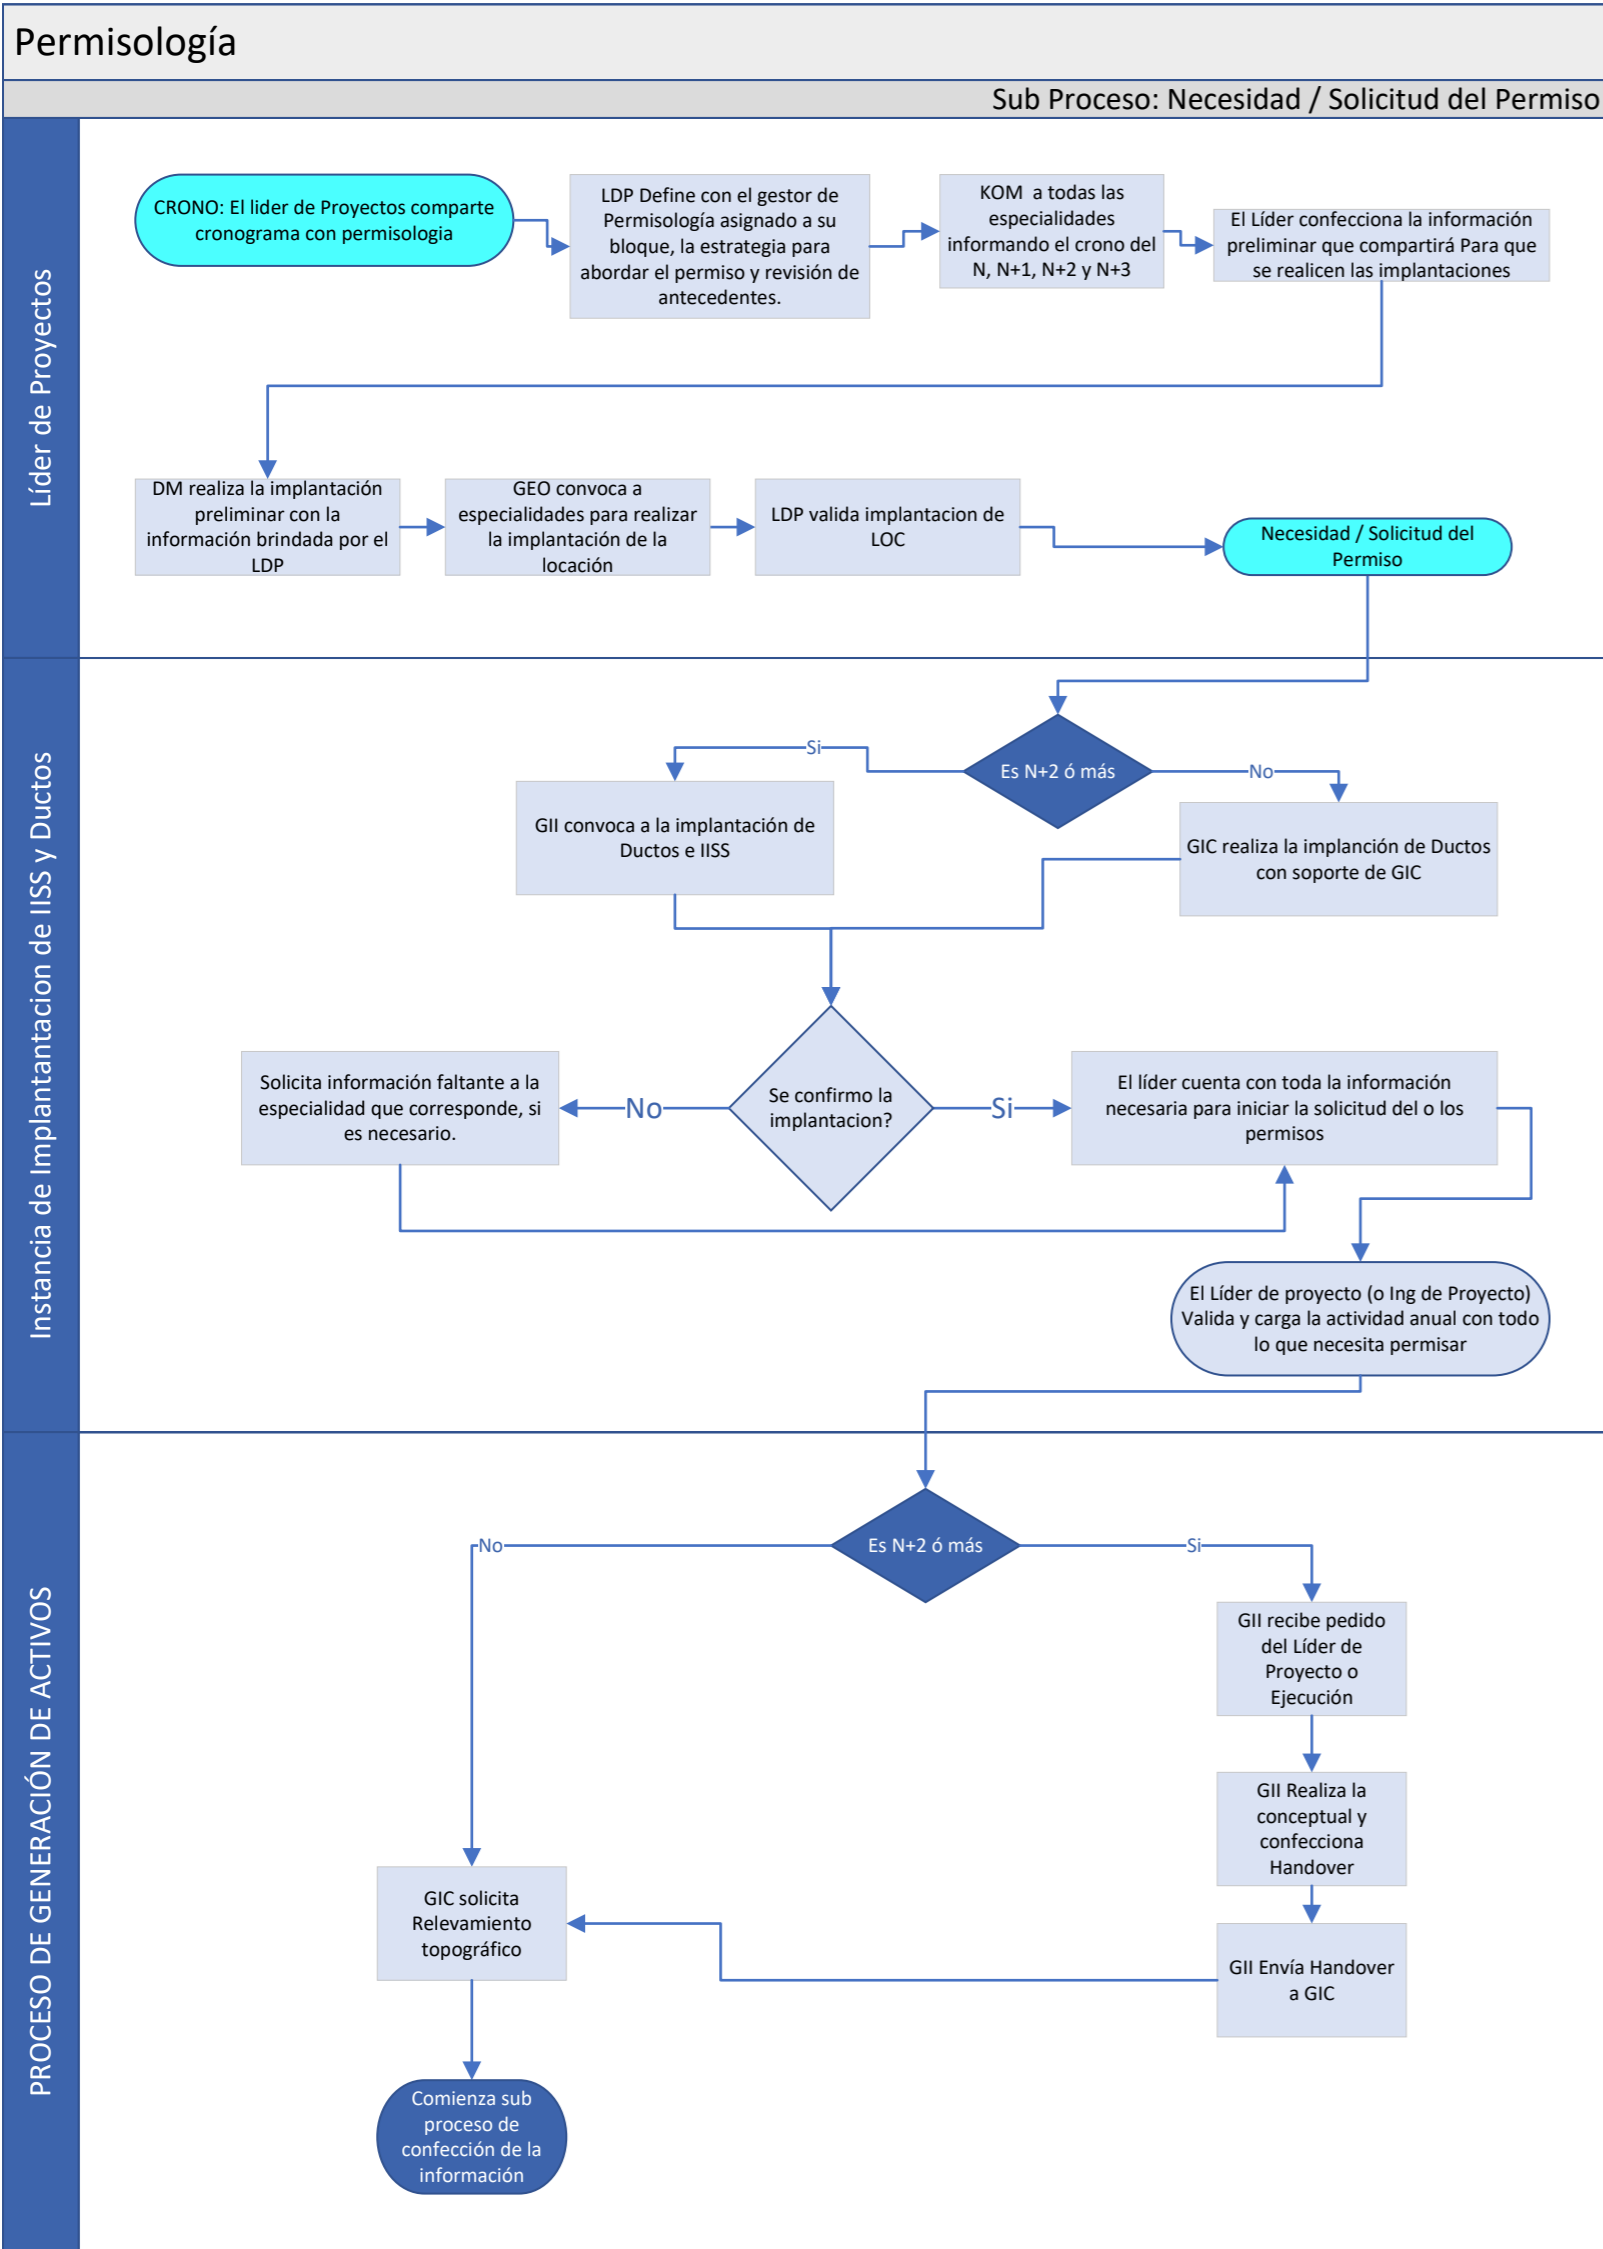 Permisología
Sub Proceso: Necesidad / Solicitud del Permiso
Líder de Proyectos
CRONO: El lider de Proyectos comparte
cronograma con permisologia
LDP Define con el gestor de
Permisología asignado a su
bloque, la estrategia para
abordar el permiso y revisión de
antecedentes.
KOM a todas las
especialidades
informando el crono del
N, N+1, N+2 y N+3
El Líder confecciona la información
preliminar que compartirá Para que
se realicen las implantaciones
DM realiza la implantación
preliminar con la
información brindada por el
LDP
GEO convoca a
especialidades para realizar
la implantación de la
locación
LDP valida implantacion de
LOC
Necesidad / Solicitud del
Permiso
Instancia de Implantantacion de IISS y Ductos
Es N+2 ó más
Si
No
GII convoca a la implantación de
Ductos e IISS
GIC realiza la implanción de Ductos
con soporte de GIC
Se confirmo la
implantacion?
No
Si
Solicita información faltante a la
especialidad que corresponde, si
es necesario.
El líder cuenta con toda la información
necesaria para iniciar la solicitud del o los
permisos
El Líder de proyecto (o Ing de Proyecto)
Valida y carga la actividad anual con todo
lo que necesita permisar
PROCESO DE GENERACIÓN DE ACTIVOS
Es N+2 ó más
No
Si
GII recibe pedido
del Líder de
Proyecto o
Ejecución
GII Realiza la
conceptual y
confecciona
Handover
GII Envía Handover
a GIC
GIC solicita
Relevamiento
topográfico
Comienza sub
proceso de
confección de la
información